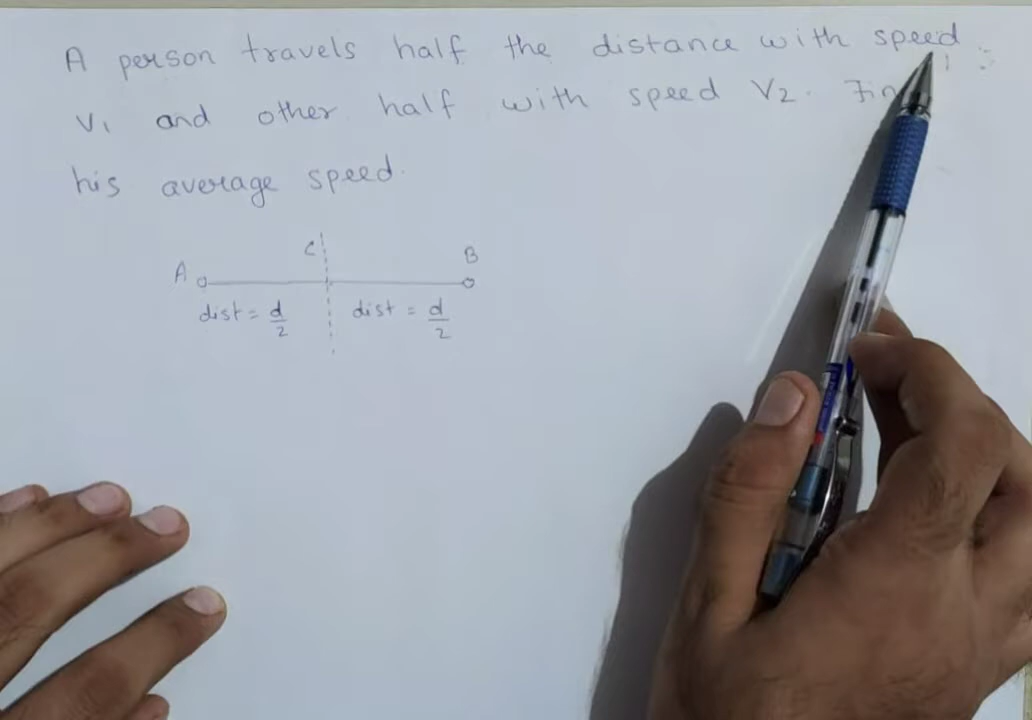 A person travels half the distance with speed
V1 and other half with speed V2. Fin
his average speed.
A C B
dist = d/2 dist = d/2